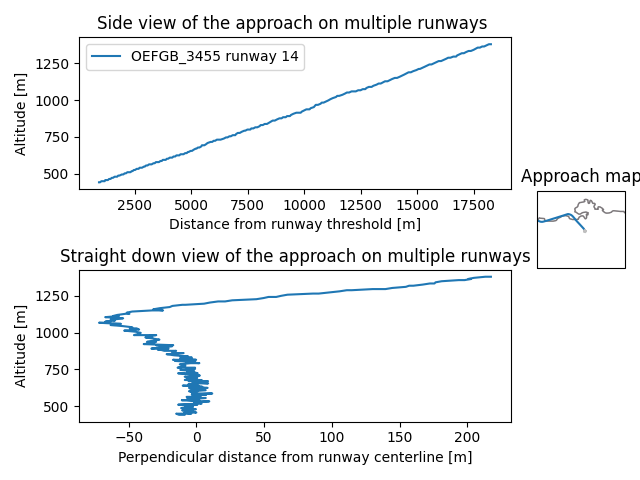 Side view of the approach on multiple runways
1250
1000
750
500
Altitude [m]
OEFGB_3455 runway 14
2500
5000
7500
10000
12500
15000
17500
Distance from runway threshold [m]
Approach map
Straight down view of the approach on multiple runways
1250
1000
750
500
Altitude [m]
−50
0
50
100
150
200
Perpendicular distance from runway centerline [m]